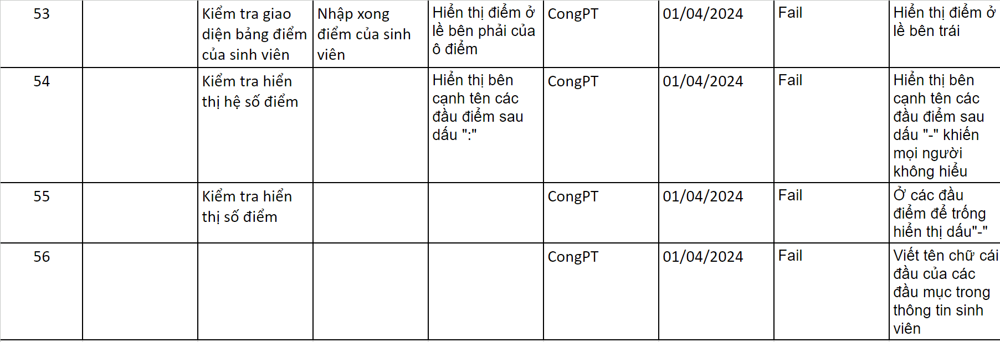 53
Kiểm tra giao
diện bảng điểm
của sinh viên
Nhập xong
điểm của sinh
viên
Hiển thị điểm ở
lề bên phải của
ô điểm
CongPT
01/04/2024
Fail
Hiển thị điểm ở
lề bên trái
54
Kiểm tra hiển
thị hệ số điểm
Hiển thị bên
cạnh tên các
đầu điểm sau
dấu ":"
CongPT
01/04/2024
Fail
Hiển thị bên
cạnh tên các
đầu điểm sau
dấu "-" khiến
mọi người
không hiểu
55
Kiểm tra hiển
thị số điểm
CongPT
01/04/2024
Fail
Ở các đầu
điểm để trống
hiển thị dấu"-"
56
CongPT
01/04/2024
Fail
Viết tên chữ cái
đầu của các
đầu mục trong
thông tin sinh
viên